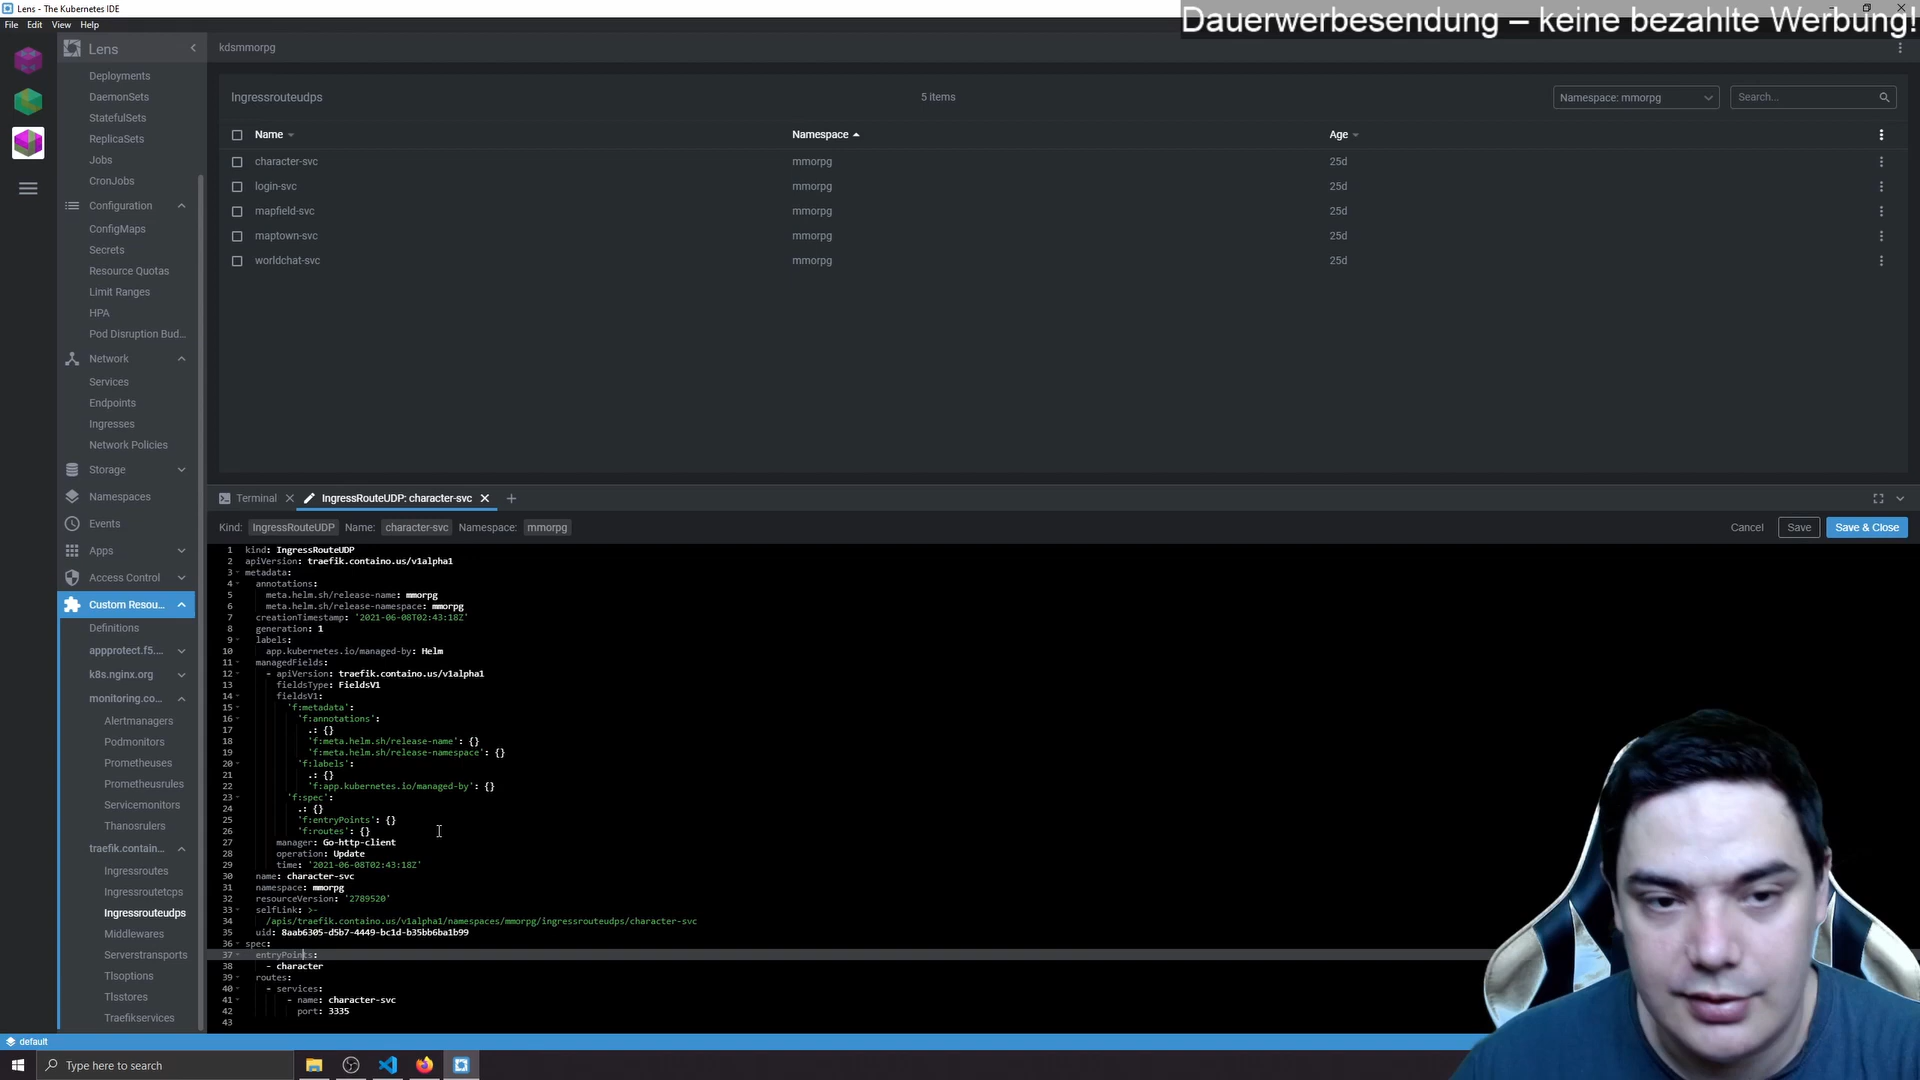 Lens - The Kubernetes IDE
Dauerwerbesendung – keine bezahlte Werbung!
File Edit View Help
Lens
kdsmmorpg
Deployments
DaemonSets
StatefulSets
ReplicaSets
Jobs
CronJobs
Configuration
ConfigMaps
Secrets
Resource Quotas
Limit Ranges
HPA
Pod Disruption Bud...
Network
Services
Endpoints
Ingresses
Network Policies
Storage
Namespaces
Events
Apps
Access Control
Custom Resou...
Definitions
appprotect.f5....
k8s.nginx.org
monitoring.co...
Alertmanagers
Podmonitors
Prometheuses
Prometheusrules
Servicemonitors
Thanosrulers
traefik.contain...
Ingressroutes
Ingressroutetcps
Ingressrouteudps
Middlewares
Serverstransports
Tlsoptions
Tlsstores
Traefikservices
Ingressrouteudps 5 items Namespace: mmorpg Search...
Name Namespace Age
character-svc mmorpg 25d
login-svc mmorpg 25d
mapfield-svc mmorpg 25d
maptown-svc mmorpg 25d
worldchat-svc mmorpg 25d
Terminal IngressRouteUDP: character-svc
Kind: IngressRouteUDP Name: character-svc Namespace: mmorpg Cancel Save Save & Close
1 kind: IngressRouteUDP
2 apiVersion: traefik.containo.us/v1alpha1
3 metadata:
4 annotations:
5 meta.helm.sh/release-name: mmorpg
6 meta.helm.sh/release-namespace: mmorpg
7 creationTimestamp: '2021-06-08T02:43:18Z'
8 generation: 1
9 labels:
10 app.kubernetes.io/managed-by: Helm
11 managedFields:
12 - apiVersion: traefik.containo.us/v1alpha1
13 fieldsType: FieldsV1
14 fieldsV1:
15 'f:metadata':
16 'f:annotations':
17 .: {}
18 'f:meta.helm.sh/release-name': {}
19 'f:meta.helm.sh/release-namespace': {}
20 'f:labels':
21 .: {}
22 'f:app.kubernetes.io/managed-by': {}
23 'f:spec':
24 .: {}
25 'f:entryPoints': {}
26 'f:routes': {}
27 manager: Go-http-client
28 operation: Update
29 time: '2021-06-08T02:43:18Z'
30 name: character-svc
31 namespace: mmorpg
32 resourceVersion: '2789520'
33 selfLink: >-
34 /apis/traefik.containo.us/v1alpha1/namespaces/mmorpg/ingressrouteudps/character-svc
35 uid: 8aab6305-d5b7-4449-bc1d-b35bb6ba1b99
36 spec:
37 entryPoints:
38 - character
39 routes:
40 - services:
41 - name: character-svc
42 port: 3335
43
default
Type here to search